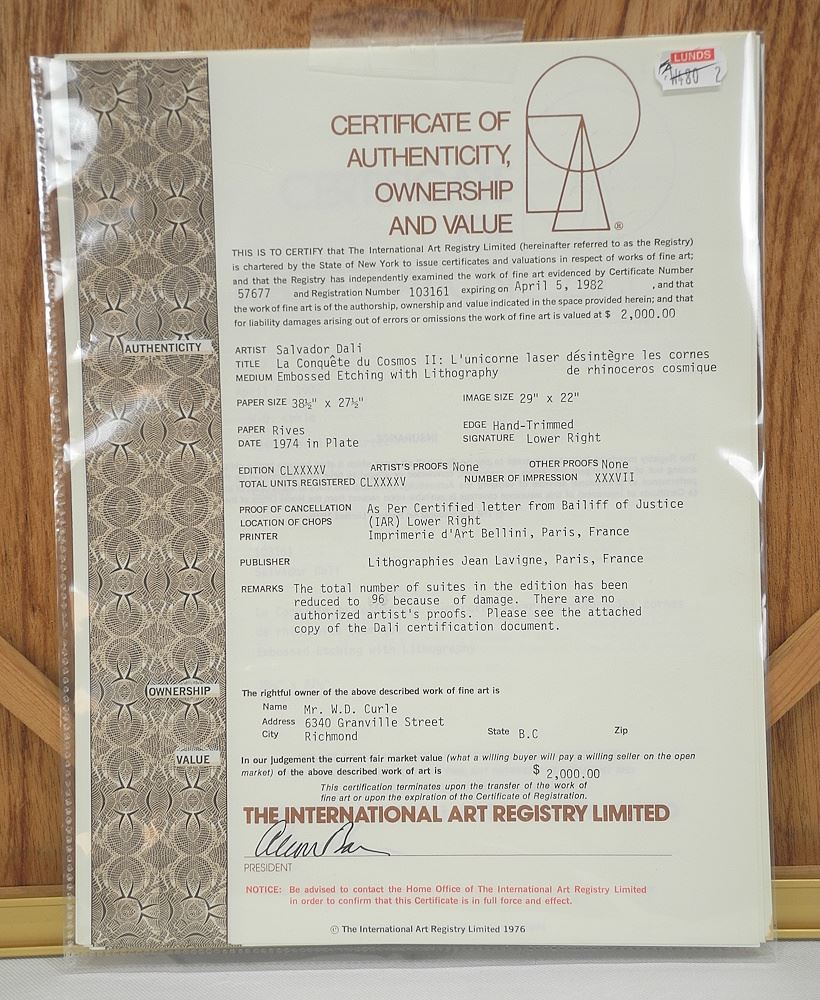 LUNDS
CERTIFICATE OF
AUTHENTICITY,
OWNERSHIP
AND VALUE
®
THIS IS TO CERTIFY that The International Art Registry Limited (hereinafter referred to as the Registry)
is chartered by the State of New York to issue certificates and valuations in respect of works of fine art;
and that the Registry has independently examined the work of fine art evidenced by Certificate Number
57677 and Registration Number 103161 expiring on April 5, 1982 , and that
the work of fine art is of the authorship, ownership and value indicated in the space provided herein; and that
for liability damages arising out of errors or omissions the work of fine art is valued at $ 2,000.00
AUTHENTICITY
ARTIST Salvador Dali
TITLE La Conquête du Cosmos II: L'unicorne laser désintègre les cornes
de rhinoceros cosmique
MEDIUM Embossed Etching with Lithography
PAPER SIZE 38½" x 27½" IMAGE SIZE 29" x 22"
PAPER Rives EDGE Hand-Trimmed
DATE 1974 in Plate SIGNATURE Lower Right
EDITION CLXXXXV ARTIST'S PROOFS None OTHER PROOFS None
TOTAL UNITS REGISTERED CLXXXXV NUMBER OF IMPRESSION XXXVII
PROOF OF CANCELLATION As Per Certified letter from Bailiff of Justice
LOCATION OF CHOPS (IAR) Lower Right
PRINTER Imprimerie d'Art Bellini, Paris, France
PUBLISHER Lithographies Jean Lavigne, Paris, France
REMARKS The total number of suites in the edition has been
reduced to 96 because of damage. There are no
authorized artist's proofs. Please see the attached
copy of the Dali certification document.
OWNERSHIP
The rightful owner of the above described work of fine art is
Name Mr. W.D. Curle
Address 6340 Granville Street
City Richmond State B.C Zip
VALUE
In our judgement the current fair market value (what a willing buyer will pay a willing seller on the open
market) of the above described work of art is $ 2,000.00
This certification terminates upon the transfer of the work of
fine art or upon the expiration of the Certificate of Registration.
THE INTERNATIONAL ART REGISTRY LIMITED
PRESIDENT
NOTICE: Be advised to contact the Home Office of The International Art Registry Limited
in order to confirm that this Certificate is in full force and effect.
© The International Art Registry Limited 1976